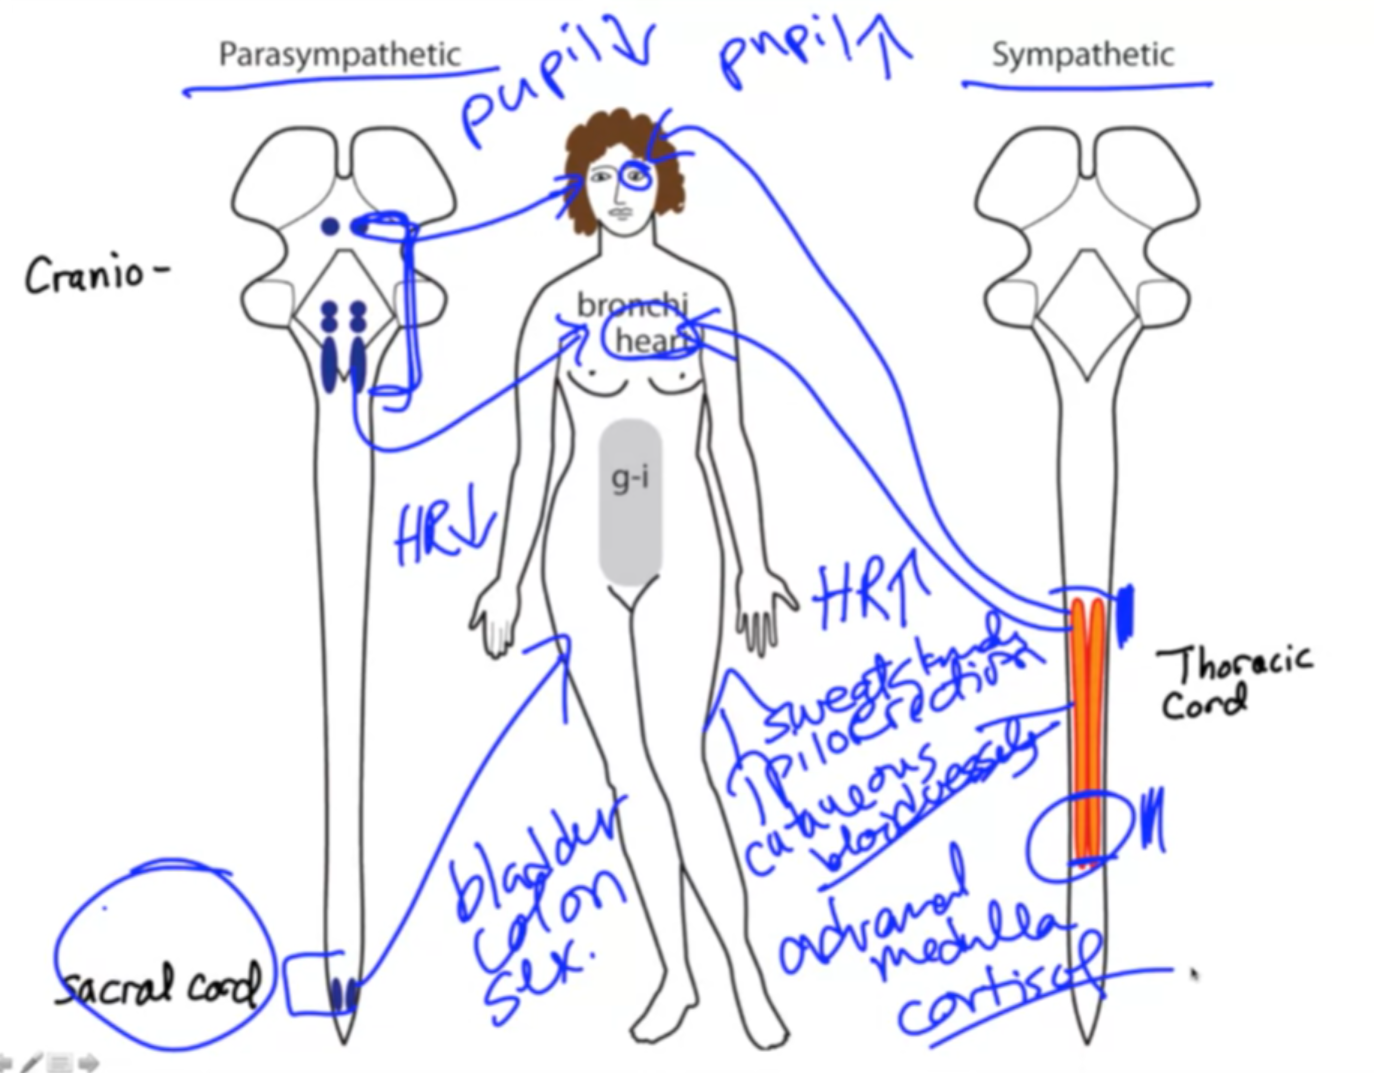 Parasympathetic
pupil↓
pupil↑
Sympathetic
Cranio-
bronchi
heart
g-i
HR↓
HR↑
Thoracic
Cord
sweat glands
piloerection
cutaneous
blood vessels
bladder
colon
sex.
adrenal
medulla
cortisol
sacral cord